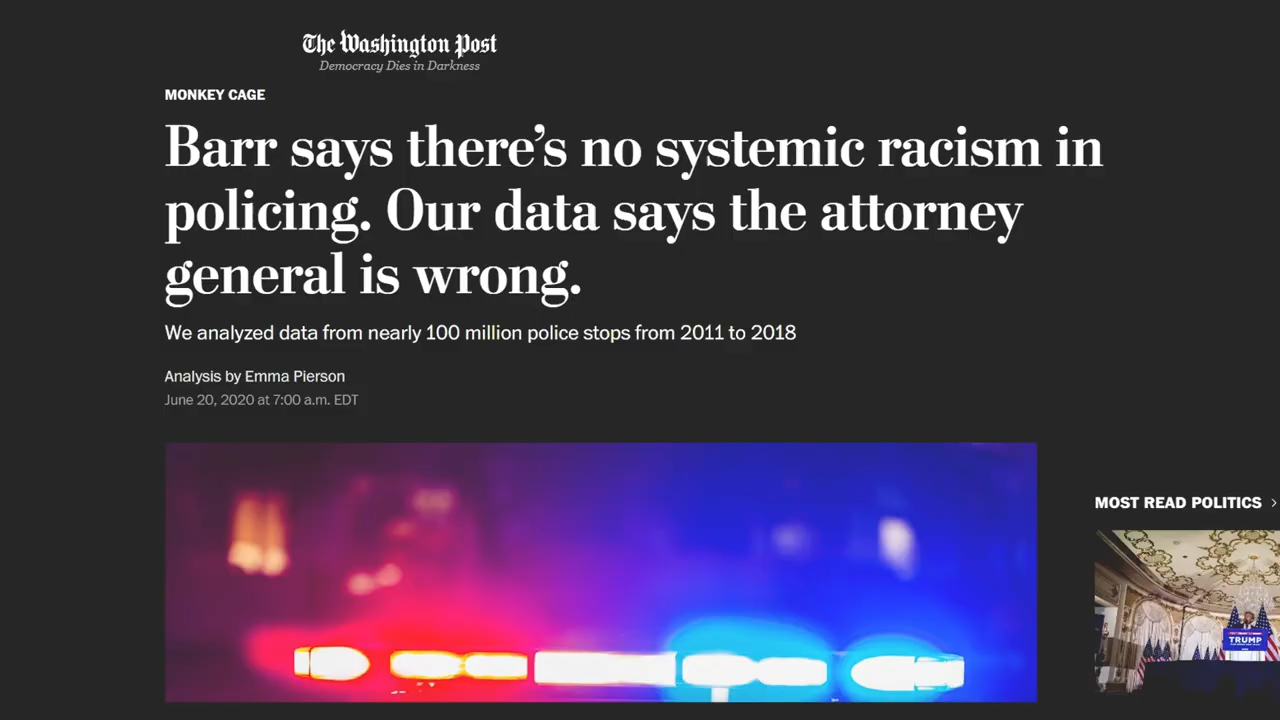 The Washington Post
Democracy Dies in Darkness
MONKEY CAGE
Barr says there's no systemic racism in
policing. Our data says the attorney
general is wrong.
We analyzed data from nearly 100 million police stops from 2011 to 2018
Analysis by Emma Pierson
June 20, 2020 at 7:00 a.m. EDT
MOST READ POLITICS >
TRUMP